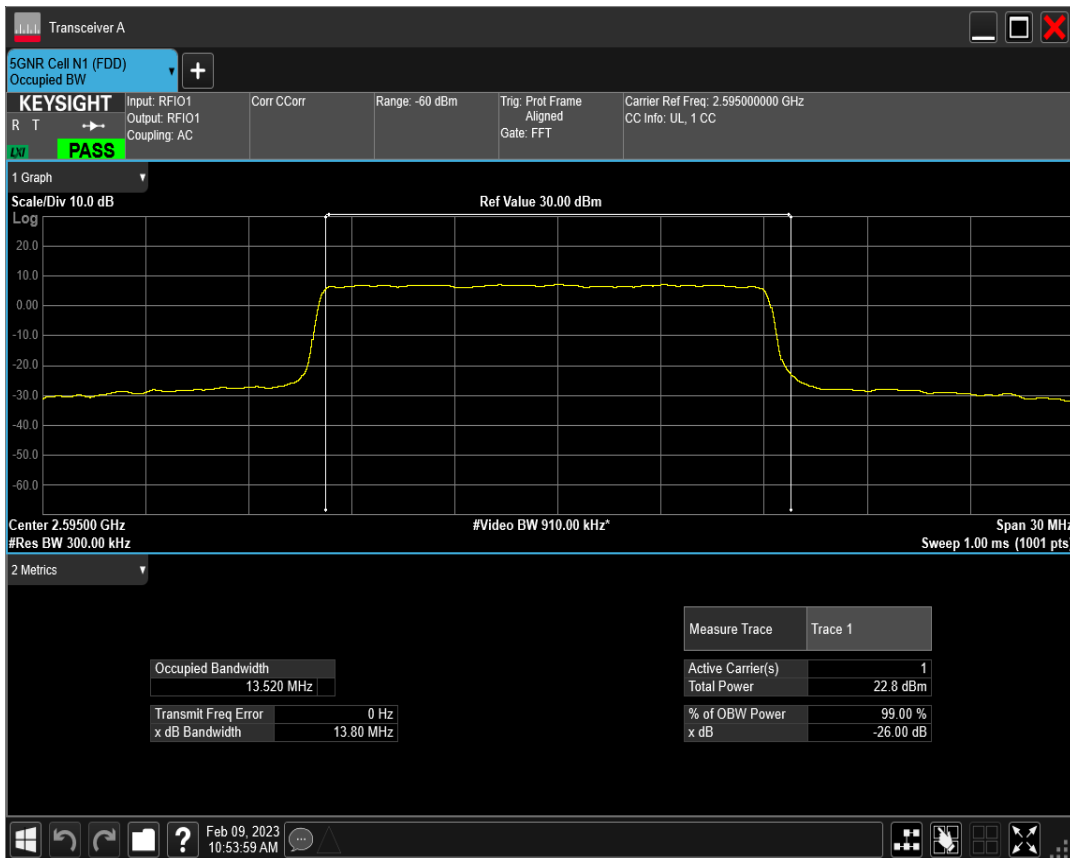 Transceiver A
5GNR Cell N1 (FDD)
Occupied BW
+
KEYSIGHT
R T
LXI
PASS
Input: RFIO1
Output: RFIO1
Coupling: AC
Corr CCorr
Range: -60 dBm
Trig: Prot Frame
Aligned
Gate: FFT
Carrier Ref Freq: 2.595000000 GHz
CC Info: UL, 1 CC
1 Graph
Scale/Div 10.0 dB
Ref Value 30.00 dBm
Log
20.0
10.0
0.00
-10.0
-20.0
-30.0
-40.0
-50.0
-60.0
Center 2.59500 GHz
#Video BW 910.00 kHz*
Span 30 MHz
#Res BW 300.00 kHz
Sweep 1.00 ms (1001 pts)
2 Metrics
Measure Trace Trace 1
Occupied Bandwidth
13.520 MHz
Active Carrier(s) 1
Total Power 22.8 dBm
Transmit Freq Error 0 Hz
x dB Bandwidth 13.80 MHz
% of OBW Power 99.00 %
x dB -26.00 dB
?
Feb 09, 2023
10:53:59 AM